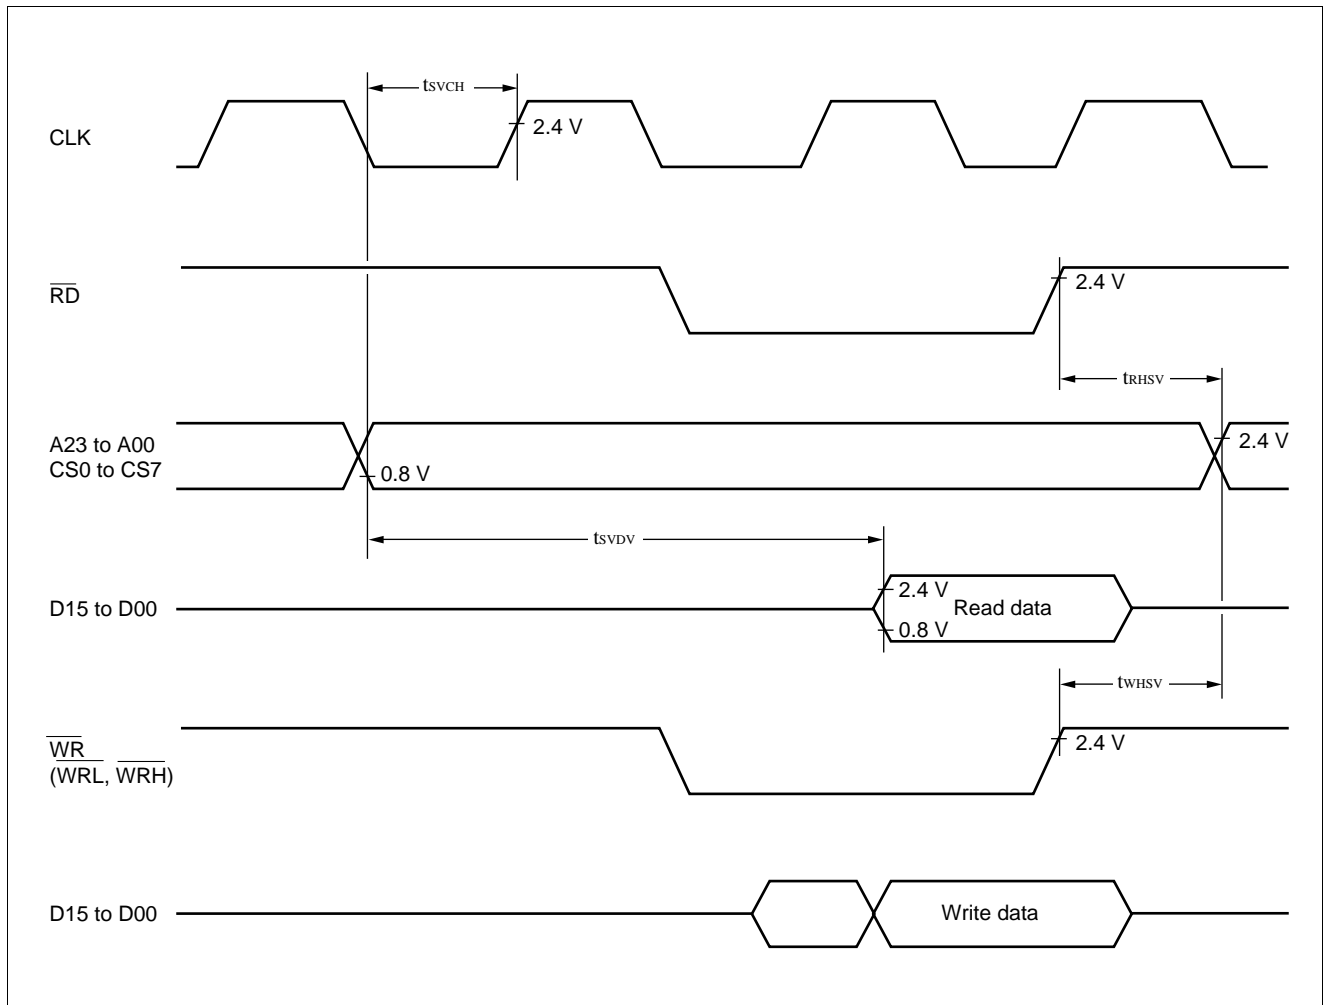 tSVCH
CLK
2.4 V
RD
2.4 V
tRHSV
A23 to A00
CS0 to CS7
2.4 V
0.8 V
tSVDV
D15 to D00
2.4 V
Read data
0.8 V
tWHSV
WR
(WRL, WRH)
2.4 V
D15 to D00
Write data